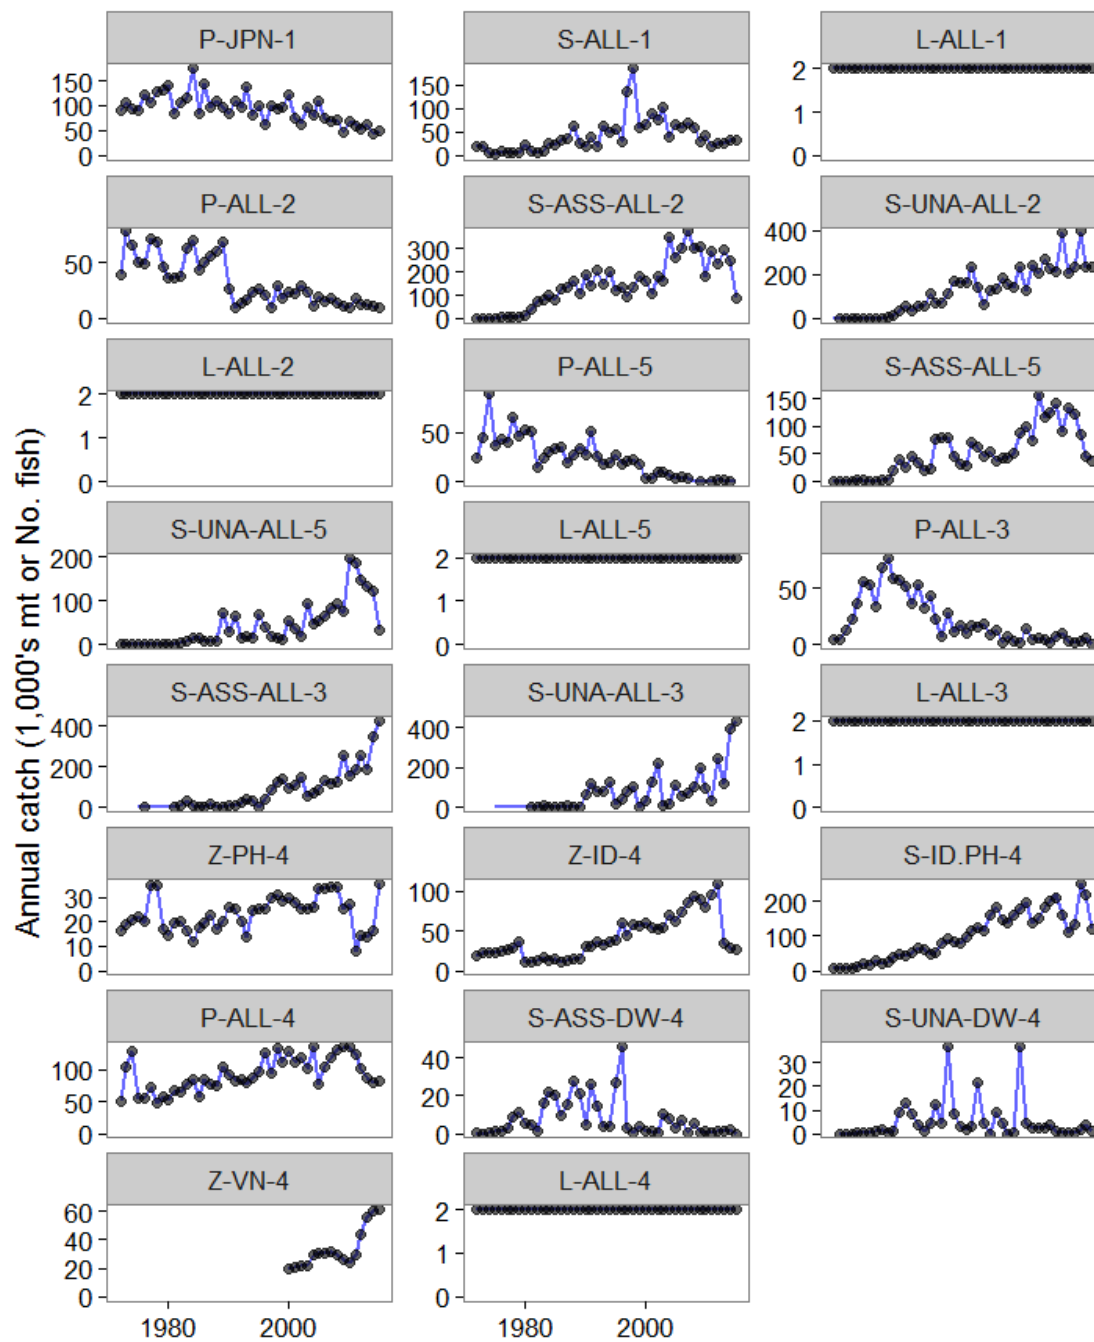 P-JPN-1 S-ALL-1 L-ALL-1
150 100 50 0 150 100 50 0 2 2 0
P-ALL-2 S-ASS-ALL-2 S-UNA-ALL-2
50 0 300 200 100 0 400 200 0
L-ALL-2 P-ALL-5 S-ASS-ALL-5
2 1 0 50 0 150 100 50 0
S-UNA-ALL-5 L-ALL-5 P-ALL-3
200 100 0 2 1 0 50 0
S-ASS-ALL-3 S-UNA-ALL-3 L-ALL-3
400 200 0 400 200 0 2 1 0
Z-PH-4 Z-ID-4 S-ID.PH-4
30 20 10 0 100 50 0 200 100 0
P-ALL-4 S-ASS-DW-4 S-UNA-DW-4
100 50 0 40 20 0 30 20 10 0
Z-VN-4 L-ALL-4
60 40 20 0 2 1 0
1980 2000 1980 2000
Annual catch (1,000's mt or No. fish)